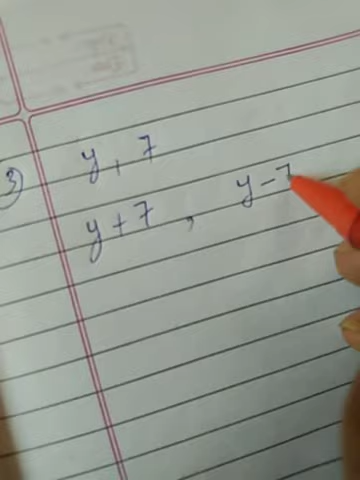 3) y, 7
y + 7 , y - 7